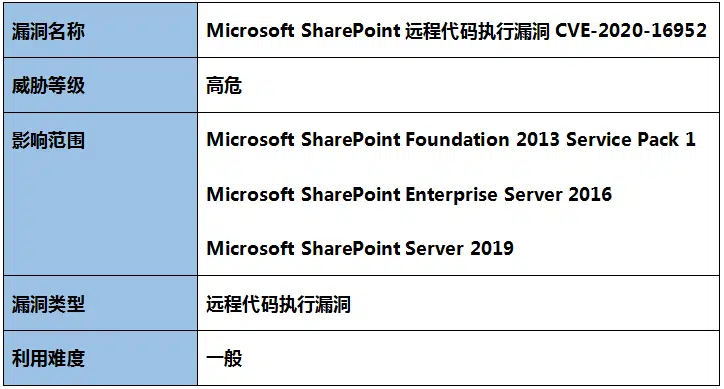 漏洞名称 Microsoft SharePoint 远程代码执行漏洞 CVE-2020-16952
威胁等级 高危
影响范围 Microsoft SharePoint Foundation 2013 Service Pack 1
Microsoft SharePoint Enterprise Server 2016
Microsoft SharePoint Server 2019
漏洞类型 远程代码执行漏洞
利用难度 一般